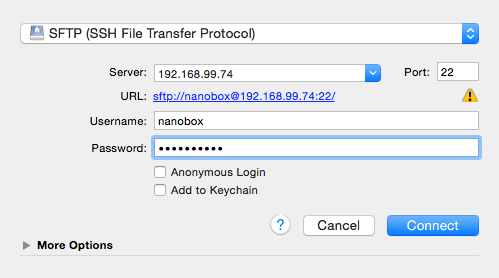 SFTP (SSH File Transfer Protocol)
Server: 192.168.99.74 Port: 22
URL: sftp://nanobox@192.168.99.74:22/
Username: nanobox
Password: ••••••••••
Anonymous Login
Add to Keychain
? Cancel Connect
More Options